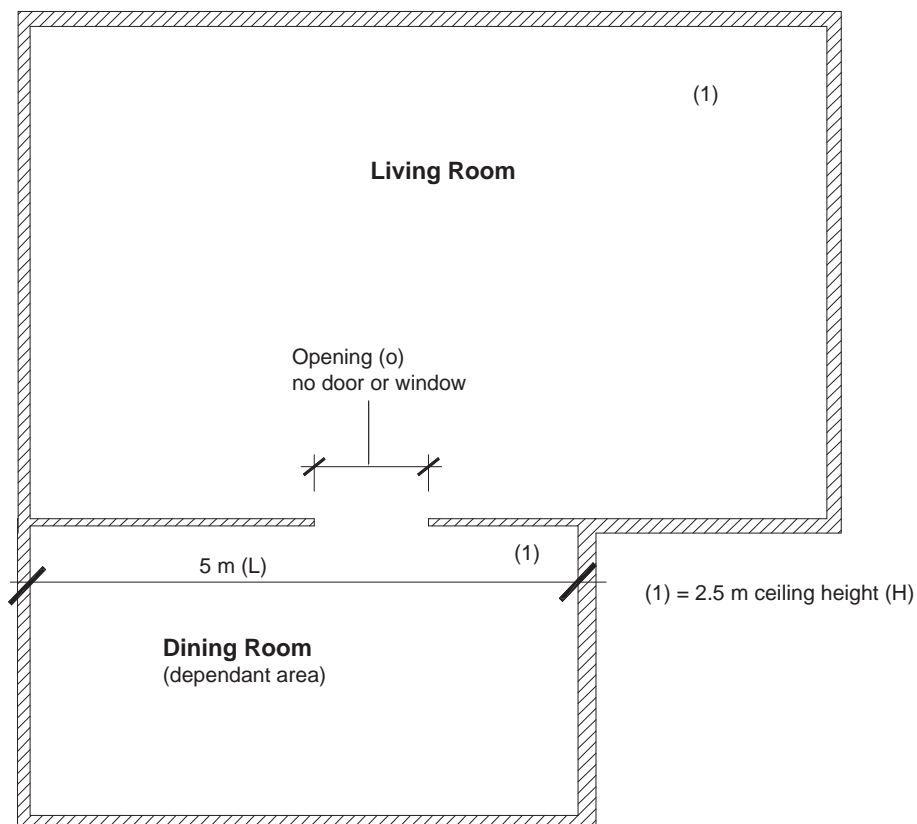 (1)
Living Room
Opening (o)
no door or window
5 m (L)
(1)
(1) = 2.5 m ceiling height (H)
Dining Room
(dependant area)